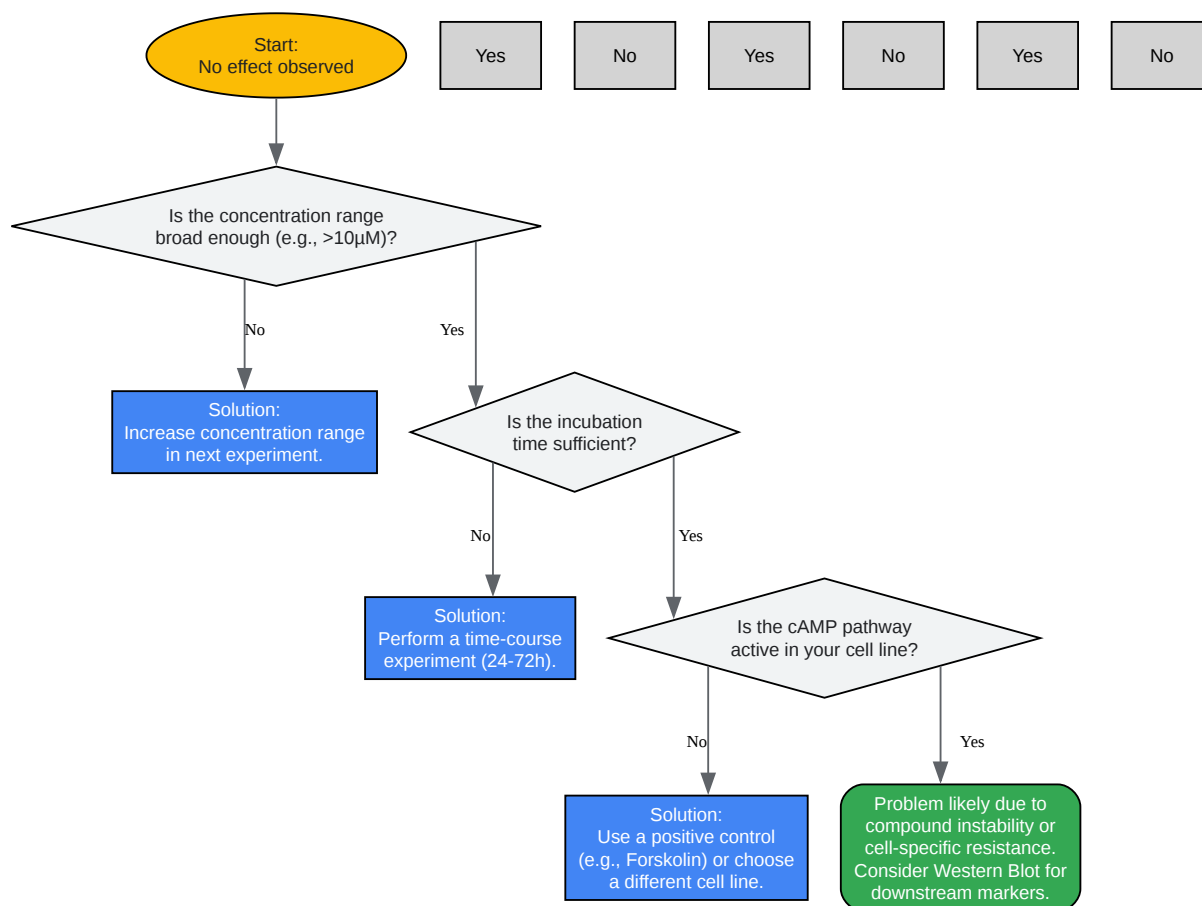 Start:
No effect observed
Yes
No
Yes
No
Yes
No
Is the concentration range
broad enough (e.g., >10µM)?
No
Yes
Solution:
Increase concentration range
in next experiment.
Is the incubation
time sufficient?
No
Yes
Solution:
Perform a time-course
experiment (24-72h).
Is the cAMP pathway
active in your cell line?
No
Yes
Solution:
Use a positive control
(e.g., Forskolin) or choose
a different cell line.
Problem likely due to
compound instability or
cell-specific resistance.
Consider Western Blot for
downstream markers.